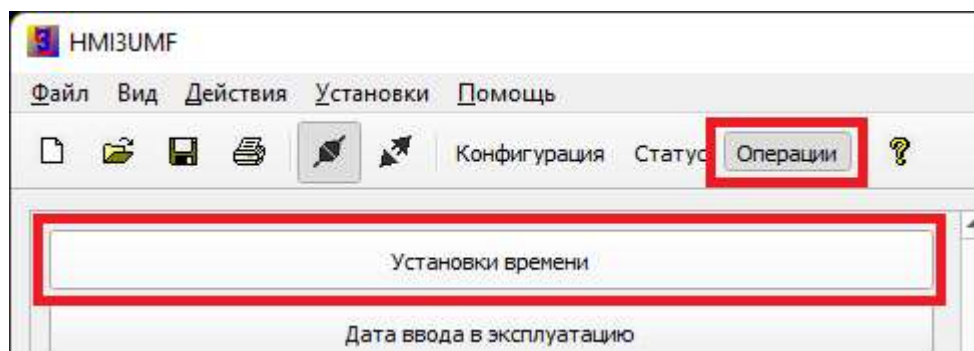 HMI3UMF
Файл Вид Действия Установки Помощь
Конфигурация Статус Операции
Установки времени
Дата ввода в эксплуатацию